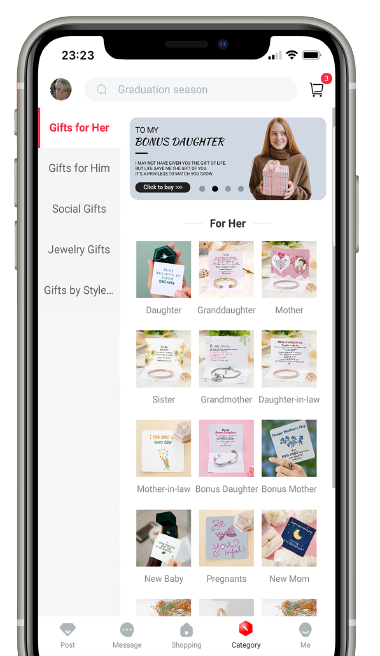 23:23
3
Graduation season
Gifts for Her
Gifts for Him
Social Gifts
Jewelry Gifts
Gifts by Style...
TO MY
BONUS DAUGHTER
I MAY NOT HAVE GIVEN YOU THE GIFT OF LIFE.
BUT LIFE GAVE ME THE GIFT OF YOU.
IT'S A PRIVILEGE TO WATCH YOU GROW.
Click to buy >>>
For Her
Daughter
Granddaughter
Mother
Sister
Grandmother
Daughter-in-law
Mother-in-law
Bonus Daughter
Bonus Mother
New Baby
Be
you
Pregnants
New Mom
Post
Message
Shopping
Category
Me